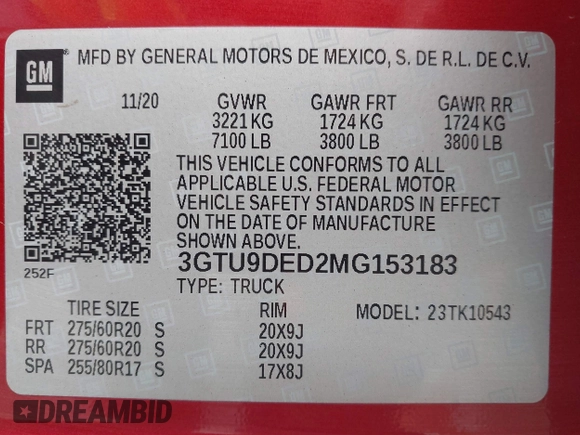 GM
MFD BY GENERAL MOTORS DE MEXICO, S. DE R.L. DE C.V.
11/20 GVWR GAWR FRT GAWR RR
3221 KG 1724 KG 1724 KG
7100 LB 3800 LB 3800 LB
THIS VEHICLE CONFORMS TO ALL
APPLICABLE U.S. FEDERAL MOTOR
VEHICLE SAFETY STANDARDS IN EFFECT
ON THE DATE OF MANUFACTURE
SHOWN ABOVE.
252F
3GTU9DED2MG153183
TYPE: TRUCK
TIRE SIZE RIM MODEL: 23TK10543
FRT 275/60R20 S 20X9J
RR 275/60R20 S 20X9J
SPA 255/80R17 S 17X8J
DREAMBID